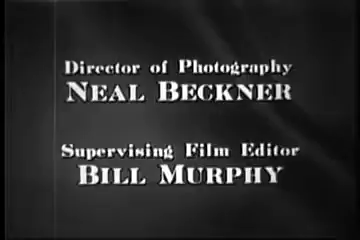 Director of Photography
NEAL BECKNER
Supervising Film Editor
BILL MURPHY